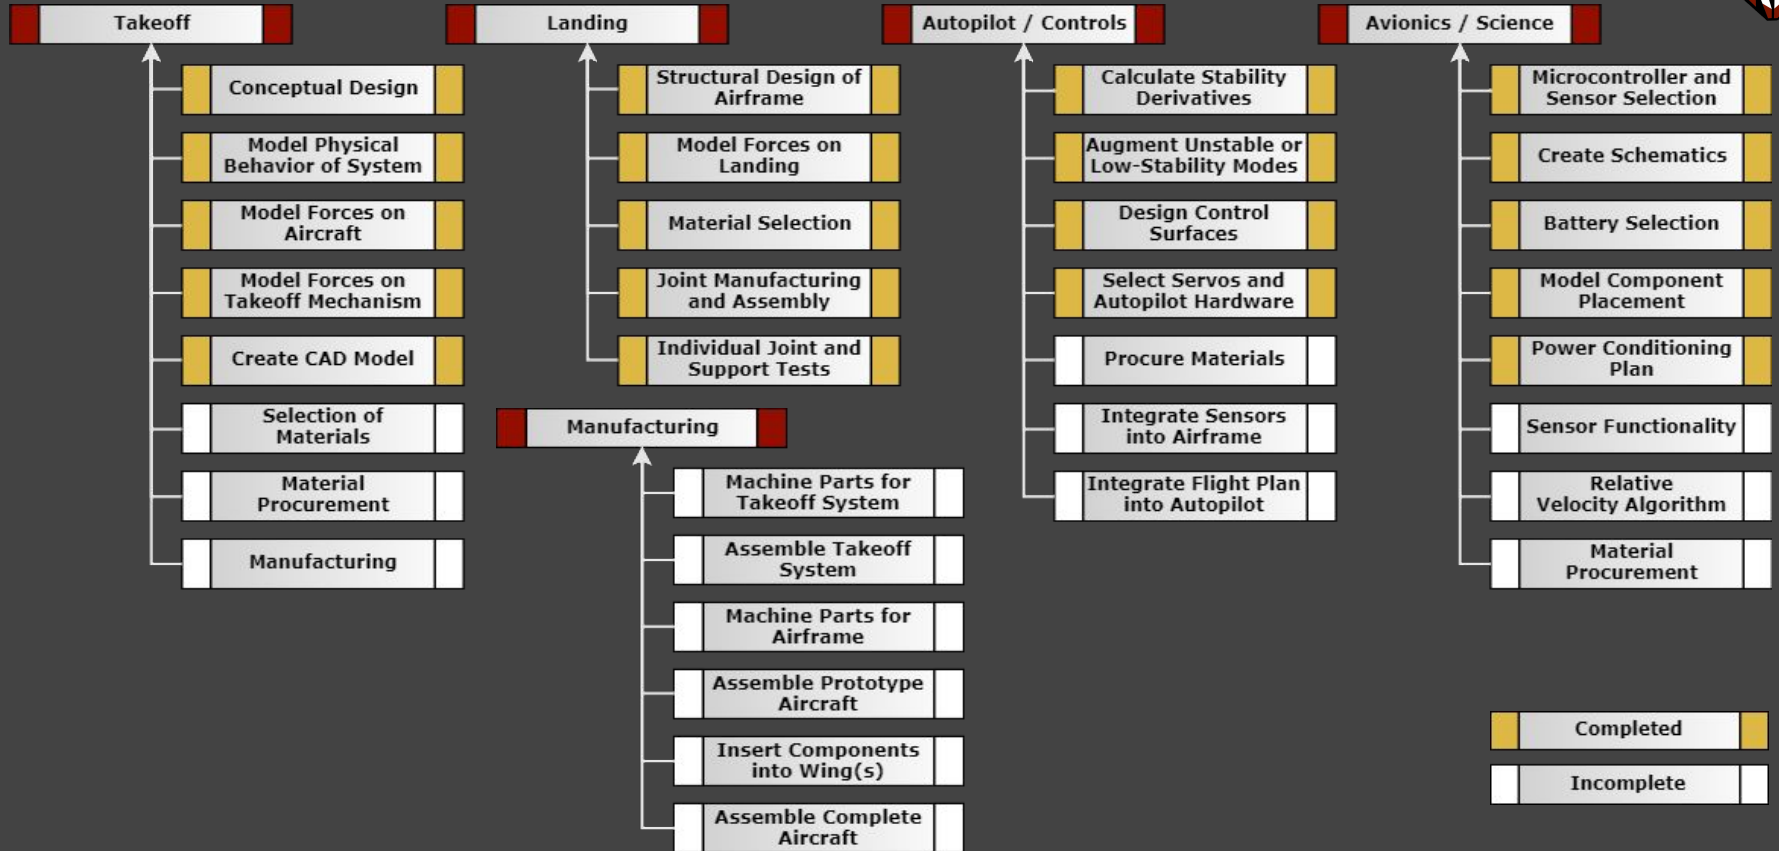 Takeoff
Conceptual Design
Model Physical
Behavior of System
Model Forces on
Aircraft
Model Forces on
Takeoff Mechanism
Create CAD Model
Selection of
Materials
Material
Procurement
Manufacturing
Landing
Structural Design of
Airframe
Model Forces on
Landing
Material Selection
Joint Manufacturing
and Assembly
Individual Joint and
Support Tests
Manufacturing
Machine Parts for
Takeoff System
Assemble Takeoff
System
Machine Parts for
Airframe
Assemble Prototype
Aircraft
Insert Components
into Wing(s)
Assemble Complete
Aircraft
Autopilot / Controls
Calculate Stability
Derivatives
Augment Unstable or
Low-Stability Modes
Design Control
Surfaces
Select Servos and
Autopilot Hardware
Procure Materials
Integrate Sensors
into Airframe
Integrate Flight Plan
into Autopilot
Avionics / Science
Microcontroller and
Sensor Selection
Create Schematics
Battery Selection
Model Component
Placement
Power Conditioning
Plan
Sensor Functionality
Relative
Velocity Algorithm
Material
Procurement
Completed
Incomplete